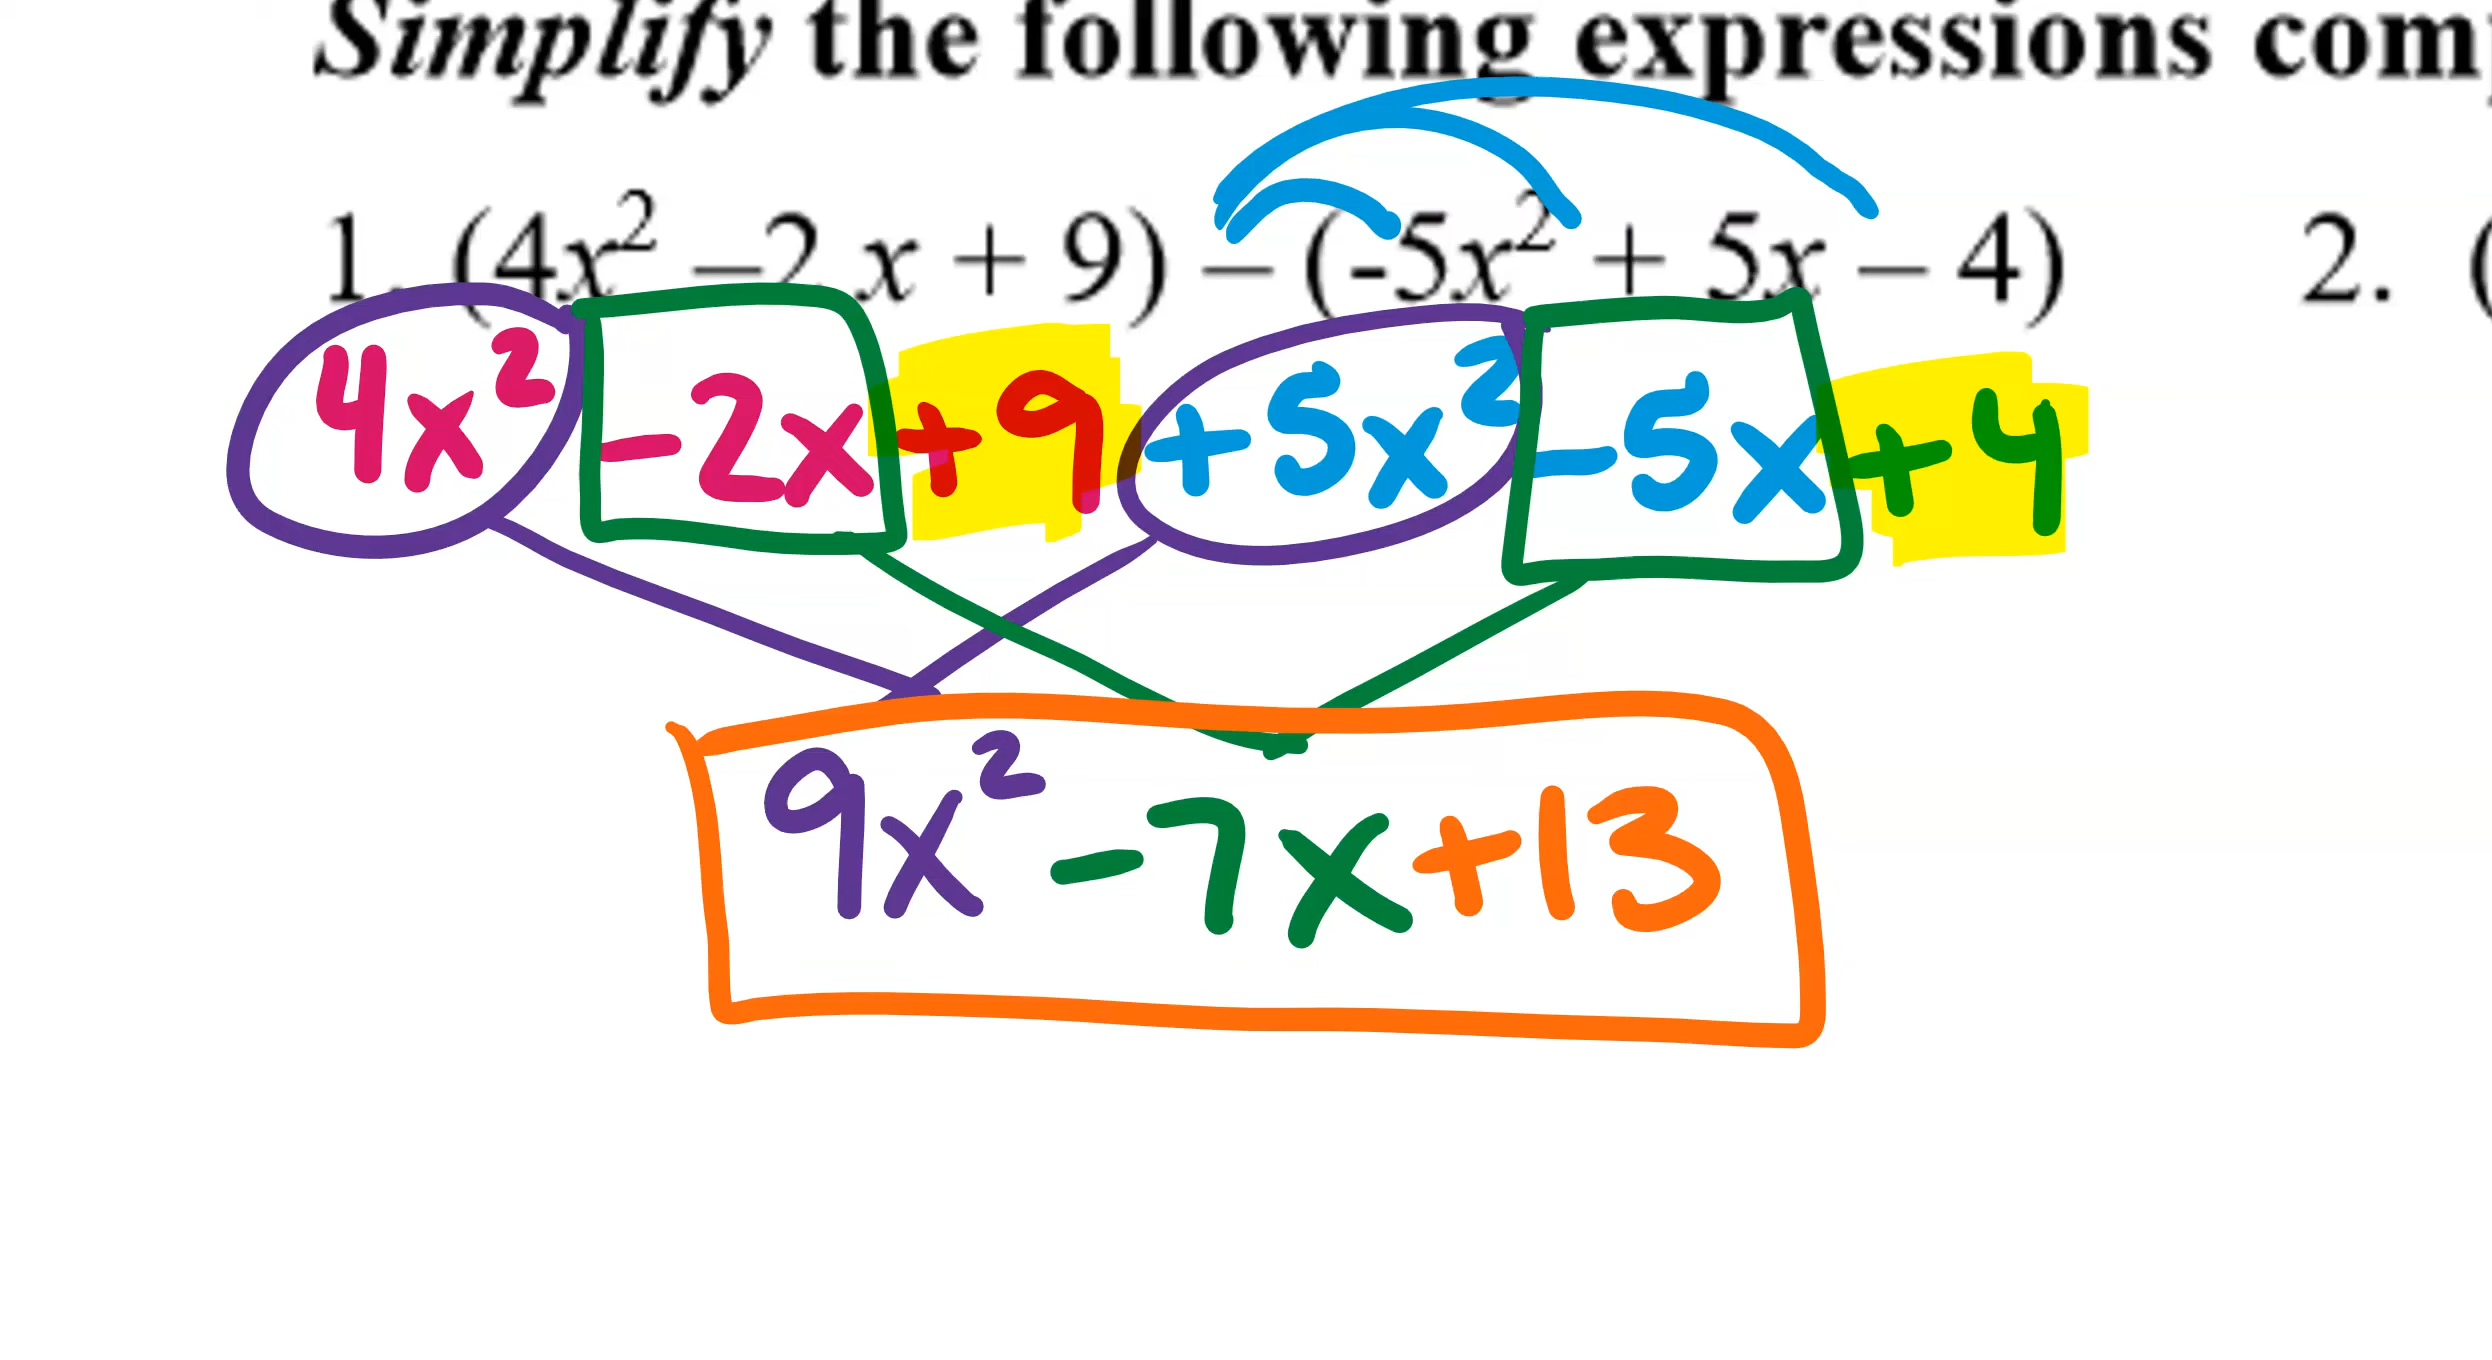 Simplify the following expressions com
1. (4x² – 2 x + 9) – (-5x² + 5x – 4) 2. (
4x² - 2x + 9 + 5x² - 5x + 4
9x² - 7x + 13